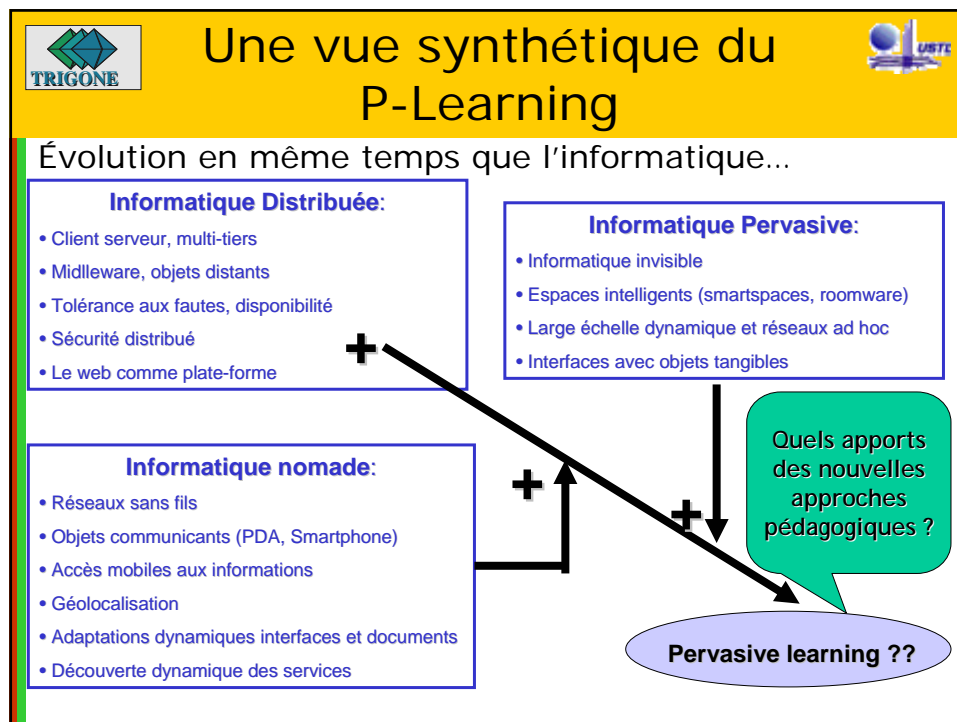 TRIGONE
Une vue synthétique du
P-Learning
USTL
Évolution en même temps que l'informatique...
Informatique Distribuée:
• Client serveur, multi-tiers
• Midlleware, objets distants
• Tolérance aux fautes, disponibilité
• Sécurité distribué
• Le web comme plate-forme
+
Informatique Pervasive:
• Informatique invisible
• Espaces intelligents (smartspaces, roomware)
• Large échelle dynamique et réseaux ad hoc
• Interfaces avec objets tangibles
Informatique nomade:
• Réseaux sans fils
• Objets communicants (PDA, Smartphone)
• Accès mobiles aux informations
• Géolocalisation
• Adaptations dynamiques interfaces et documents
• Découverte dynamique des services
+
+
Quels apports
des nouvelles
approches
pédagogiques ?
Pervasive learning ??